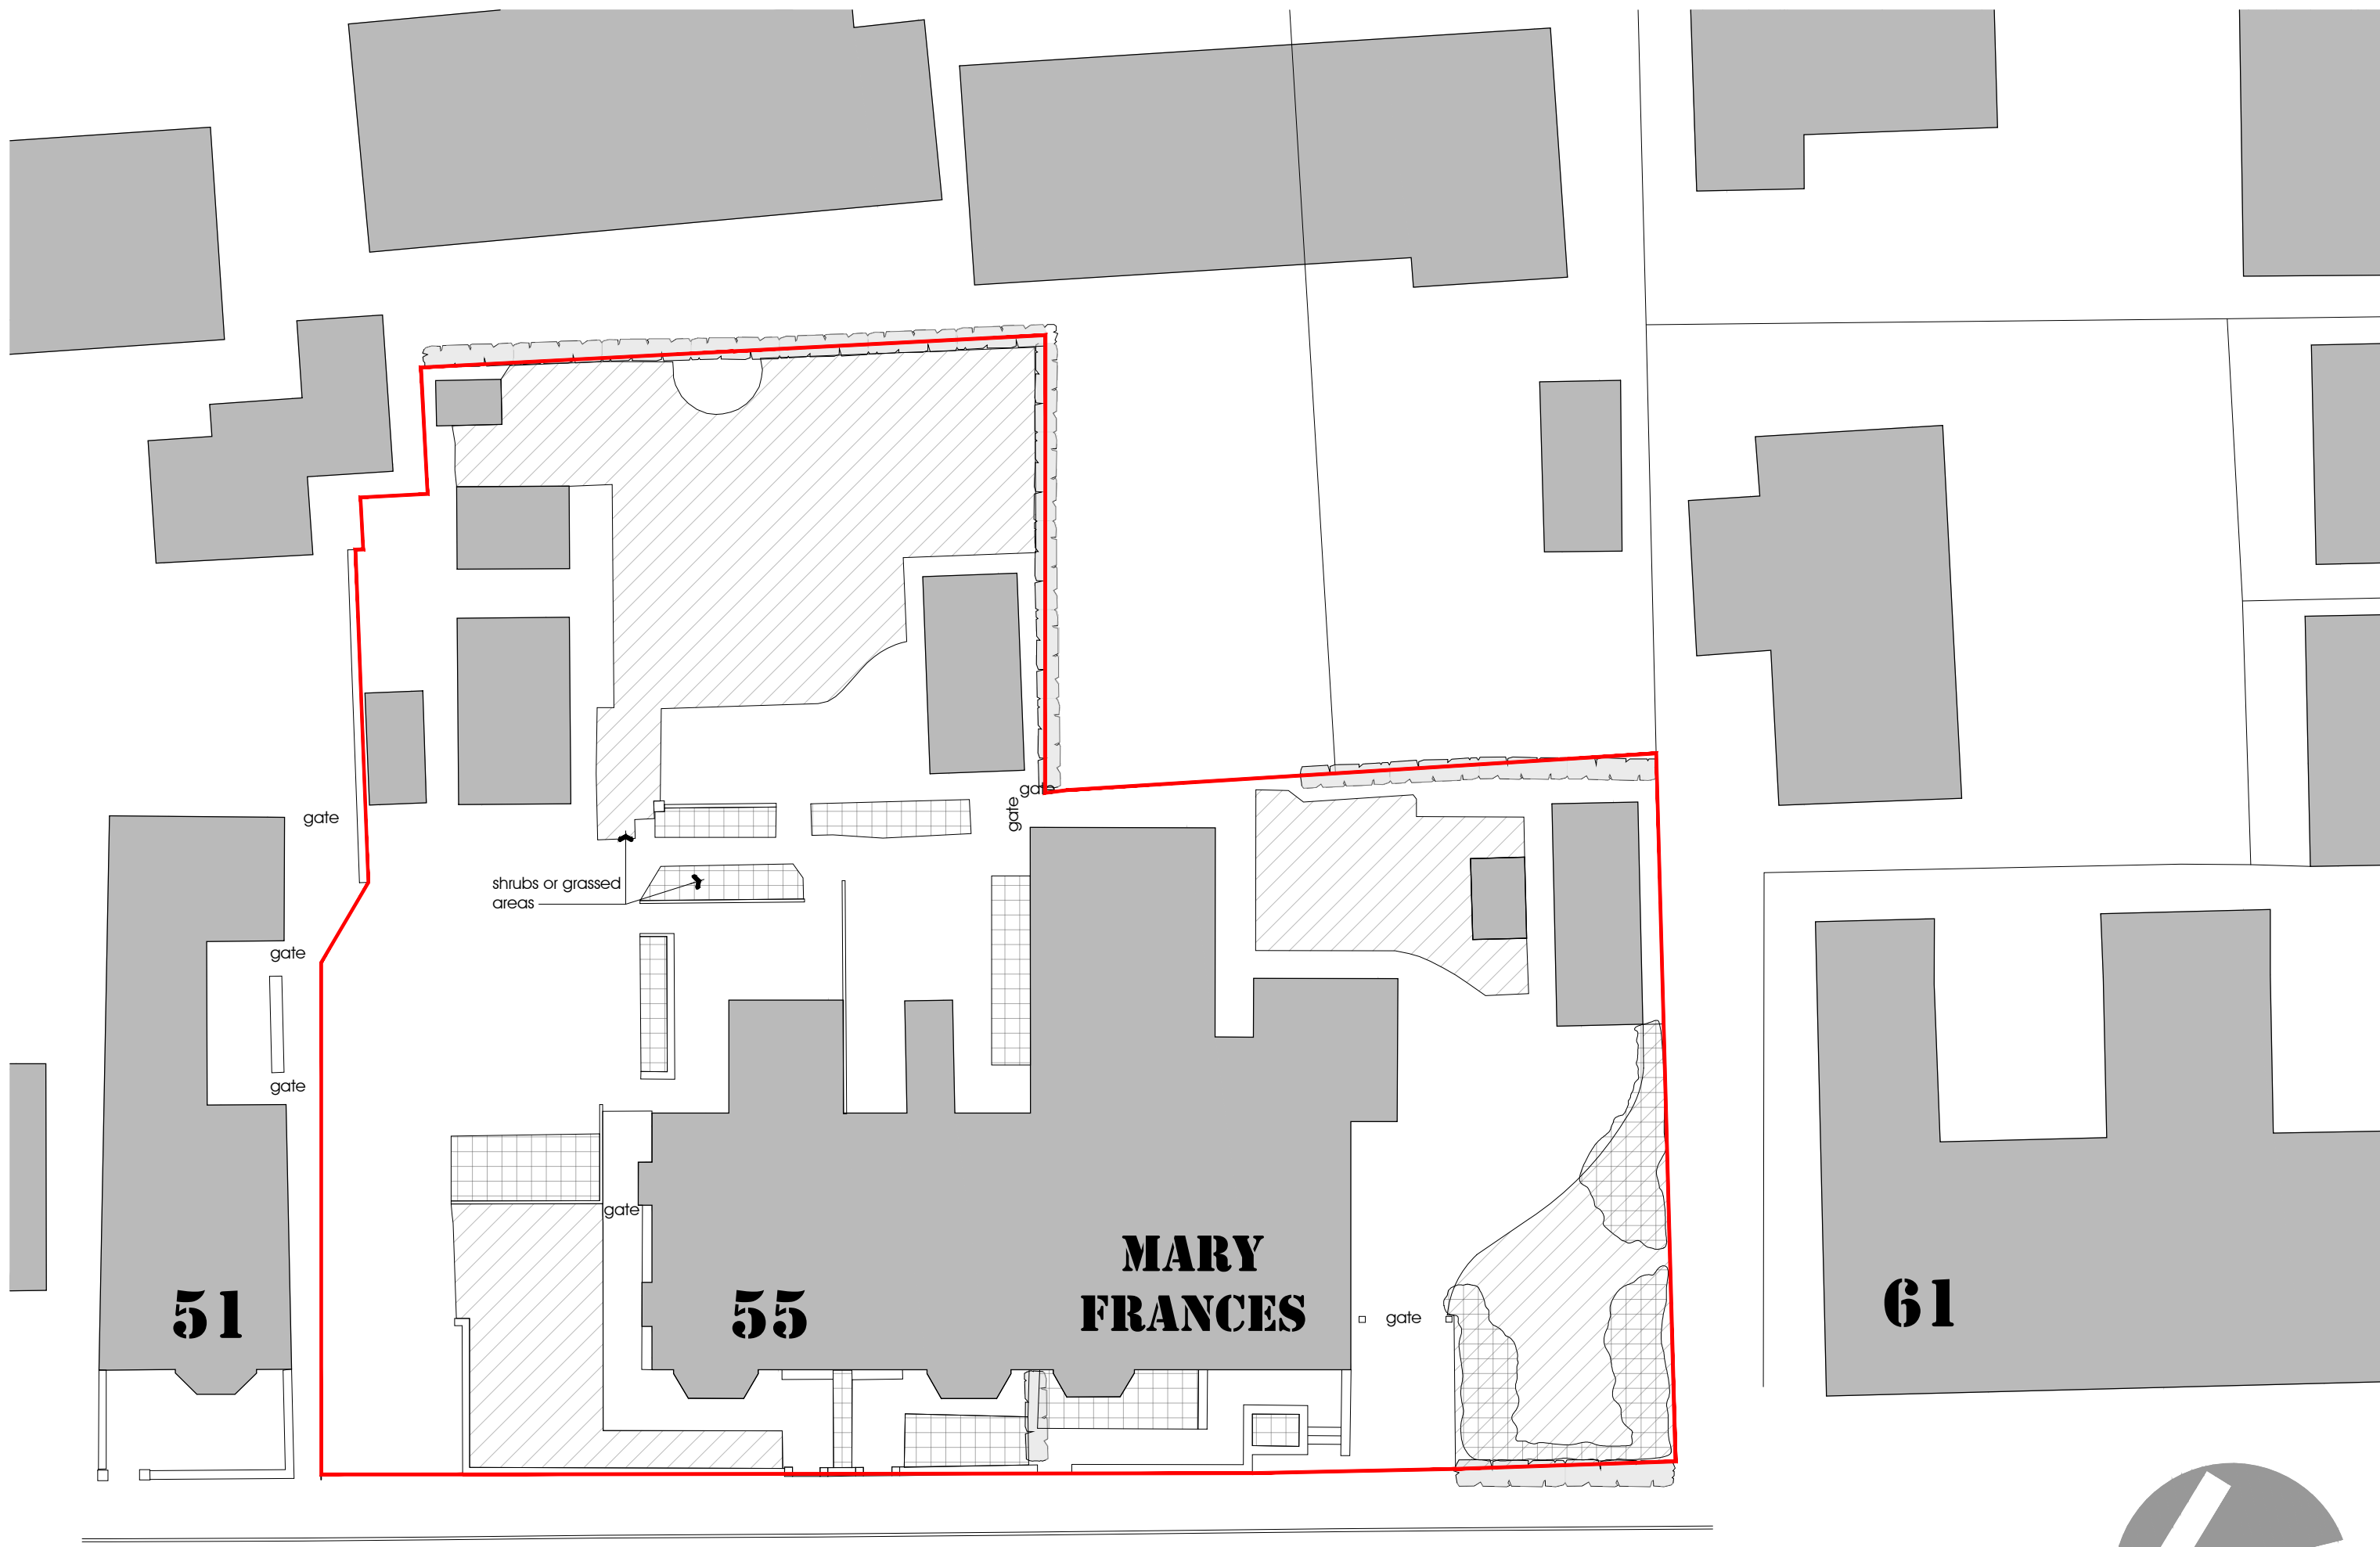 gate
gate
gate
shrubs or grassed
areas
gate
gate
gate
MARY
FRANCES
51
55
gate
61